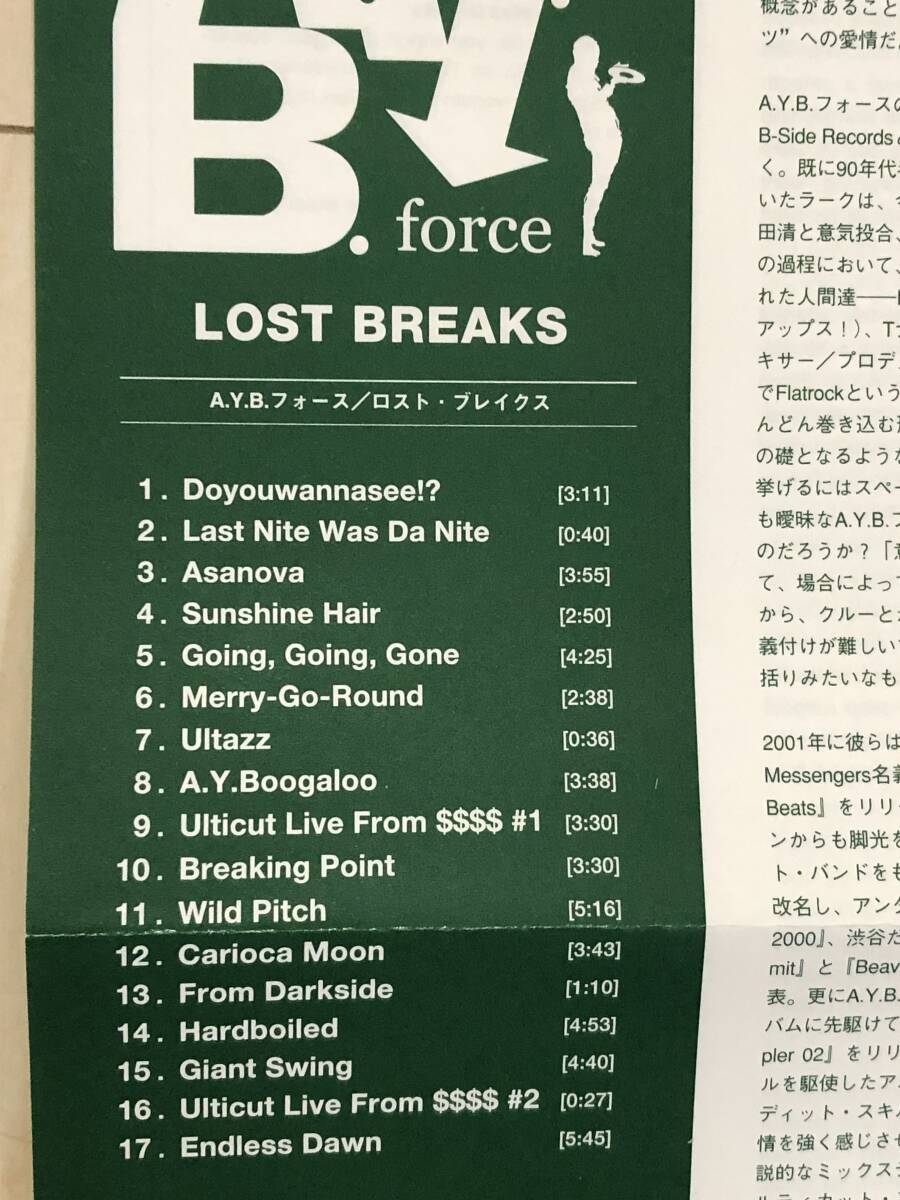 B. force
LOST BREAKS
A.Y.B.フォース／ロスト・ブレイクス
1. Doyouwannasee!? [3:11]
2. Last Nite Was Da Nite [0:40]
3. Asanova [3:55]
4. Sunshine Hair [2:50]
5. Going, Going, Gone [4:25]
6. Merry-Go-Round [2:38]
7. Ultazz [0:36]
8. A.Y.Boogaloo [3:38]
9. Ulticut Live From $$$$ #1 [3:30]
10. Breaking Point [3:30]
11. Wild Pitch [5:16]
12. Carioca Moon [3:43]
13. From Darkside [1:10]
14. Hardboiled [4:53]
15. Giant Swing [4:40]
16. Ulticut Live From $$$$ #2 [0:27]
17. Endless Dawn [5:45]
概念があること
ツ”への愛情だ
A.Y.B.フォースの
B-Side Records
く。既に90年代
いたラークは、
田清と意気投合、
の過程において、
れた人間達――
アップス！）、T
キサー／プロデ
でFlatrockという
んどん巻き込む
の礎となるような
挙げるにはスペー
も曖昧なA.Y.B.フ
のだろうか？「
て、場合によって
から、クルーと
義付けが難しい
括りみたいなも
2001年に彼らは
Messengers名義
Beats』をリリー
ンからも脚光を
ト・バンドをも
改名し、アンダ
2000』、渋谷だ
mit』と『Beav
表。更にA.Y.B.
バムに先駆けて
pler 02』をリリ
ルを駆使したア
ディット・スキ
情を強く感じさせ
説的なミックステ
ルティカット・